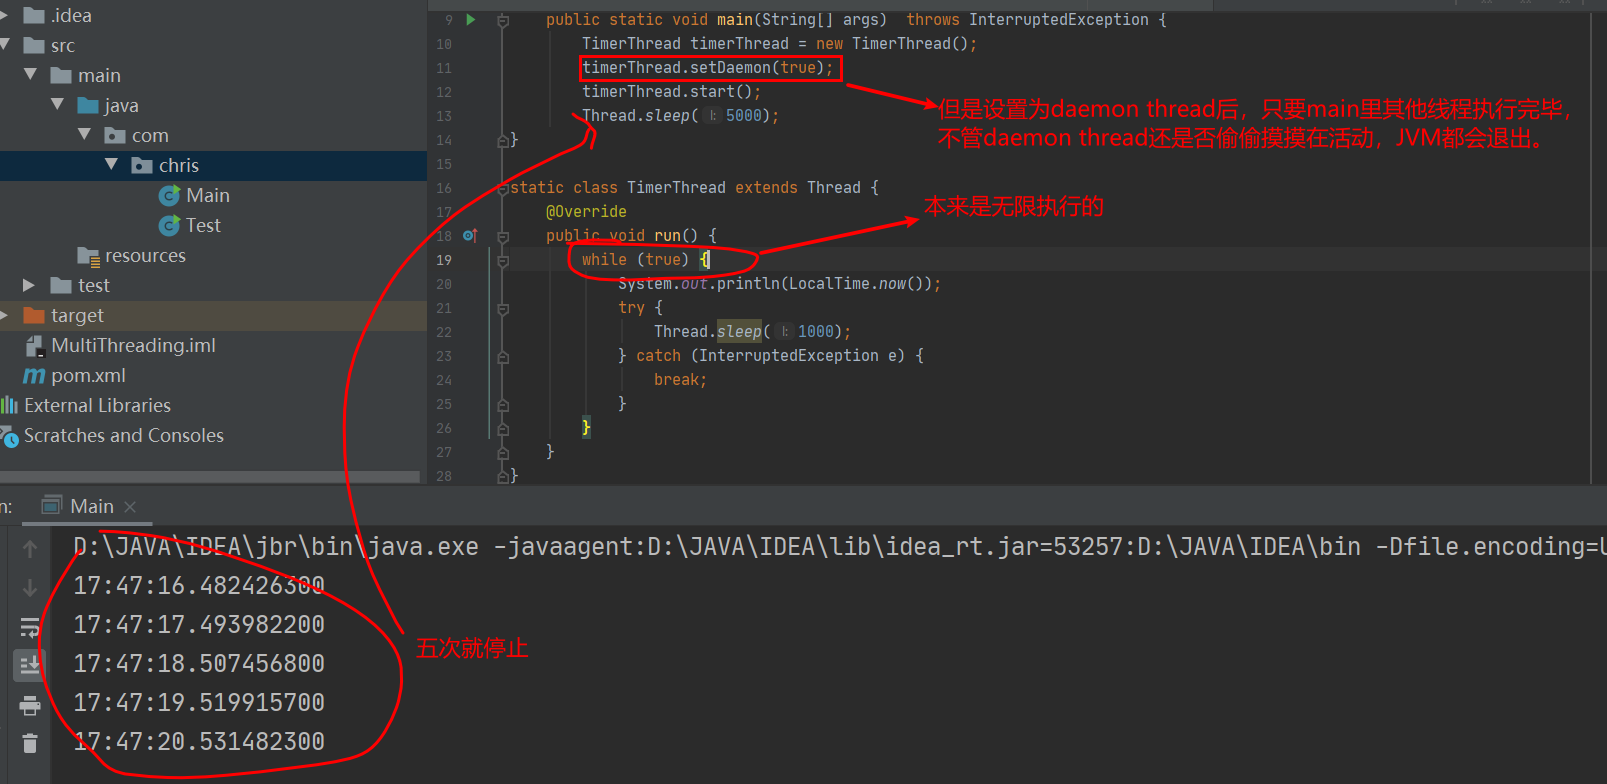 .idea
src
main
java
com
chris
Main
Test
resources
test
target
MultiThreading.iml
pom.xml
External Libraries
Scratches and Consoles
9 public static void main(String[] args)  throws InterruptedException {
10 TimerThread timerThread = new TimerThread();
11 timerThread.setDaemon(true);
12 timerThread.start();
13 Thread.sleep( l: 5000);
14 }
15
16 static class TimerThread extends Thread {
17 @Override
18 public void run() {
19 while (true) {
20 System.out.println(LocalTime.now());
21 try {
22 Thread.sleep( l: 1000);
23 } catch (InterruptedException e) {
24 break;
25 }
26 }
27 }
28 }
但是设置为daemon thread后，只要main里其他线程执行完毕，
不管daemon thread还是否偷偷摸摸在活动，JVM都会退出。
本来是无限执行的
n: Main
D:\JAVA\IDEA\jbr\bin\java.exe -javaagent:D:\JAVA\IDEA\lib\idea_rt.jar=53257:D:\JAVA\IDEA\bin -Dfile.encoding=U
17:47:16.482426300
17:47:17.493982200
17:47:18.507456800
17:47:19.519915700
17:47:20.531482300
五次就停止